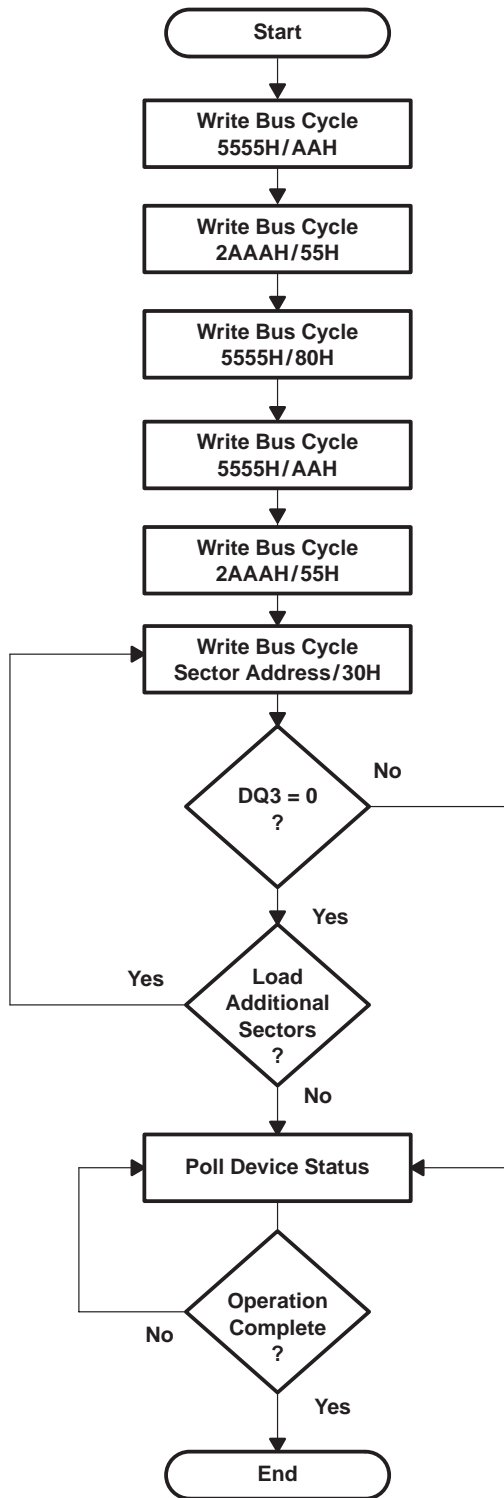 Start
Write Bus Cycle
5555H/AAH
Write Bus Cycle
2AAAH/55H
Write Bus Cycle
5555H/80H
Write Bus Cycle
5555H/AAH
Write Bus Cycle
2AAAH/55H
Write Bus Cycle
Sector Address/30H
No
DQ3 = 0
?
Yes
Yes
Load
Additional
Sectors
?
No
Poll Device Status
Operation
Complete
?
No
Yes
End